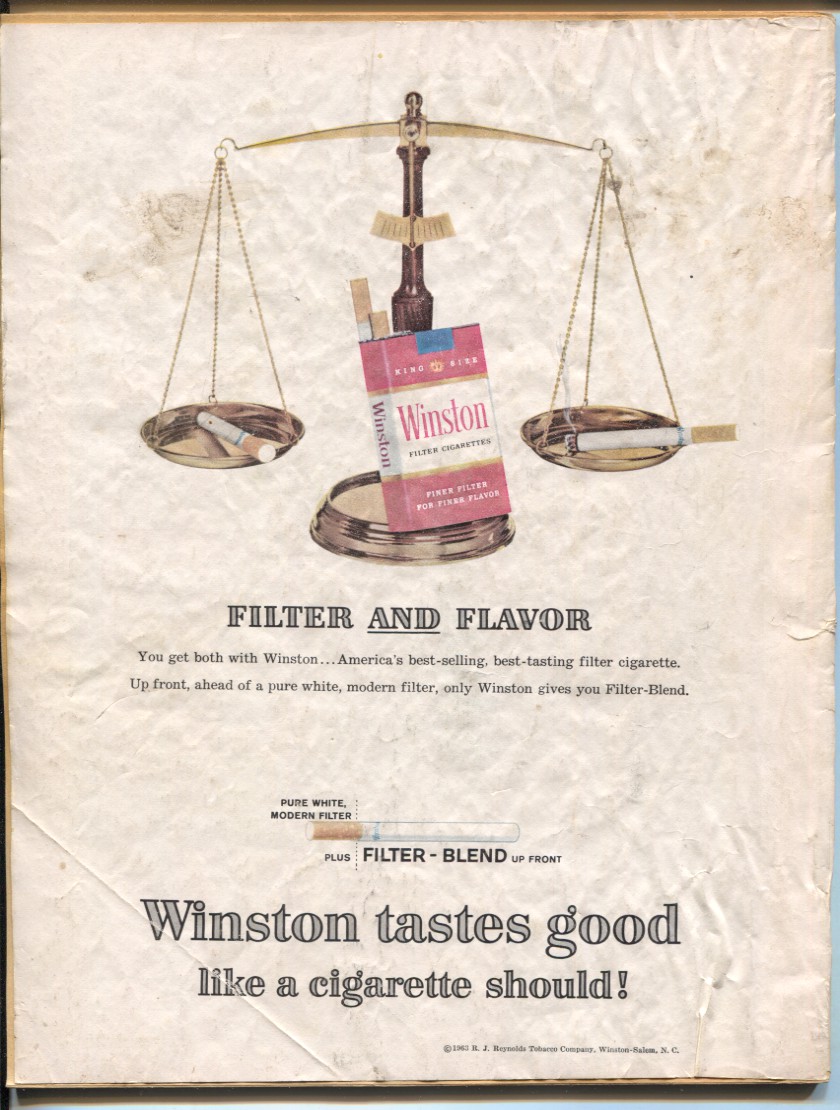 KING SIZE
Winston
Winston
FILTER CIGARETTES
FINER FILTER
FOR FINER FLAVOR
FILTER AND FLAVOR
You get both with Winston...America's best-selling, best-tasting filter cigarette.
Up front, ahead of a pure white, modern filter, only Winston gives you Filter-Blend.
PURE WHITE,
MODERN FILTER
PLUS FILTER - BLEND UP FRONT
Winston tastes good
like a cigarette should!
©1963 R. J. Reynolds Tobacco Company, Winston-Salem, N. C.